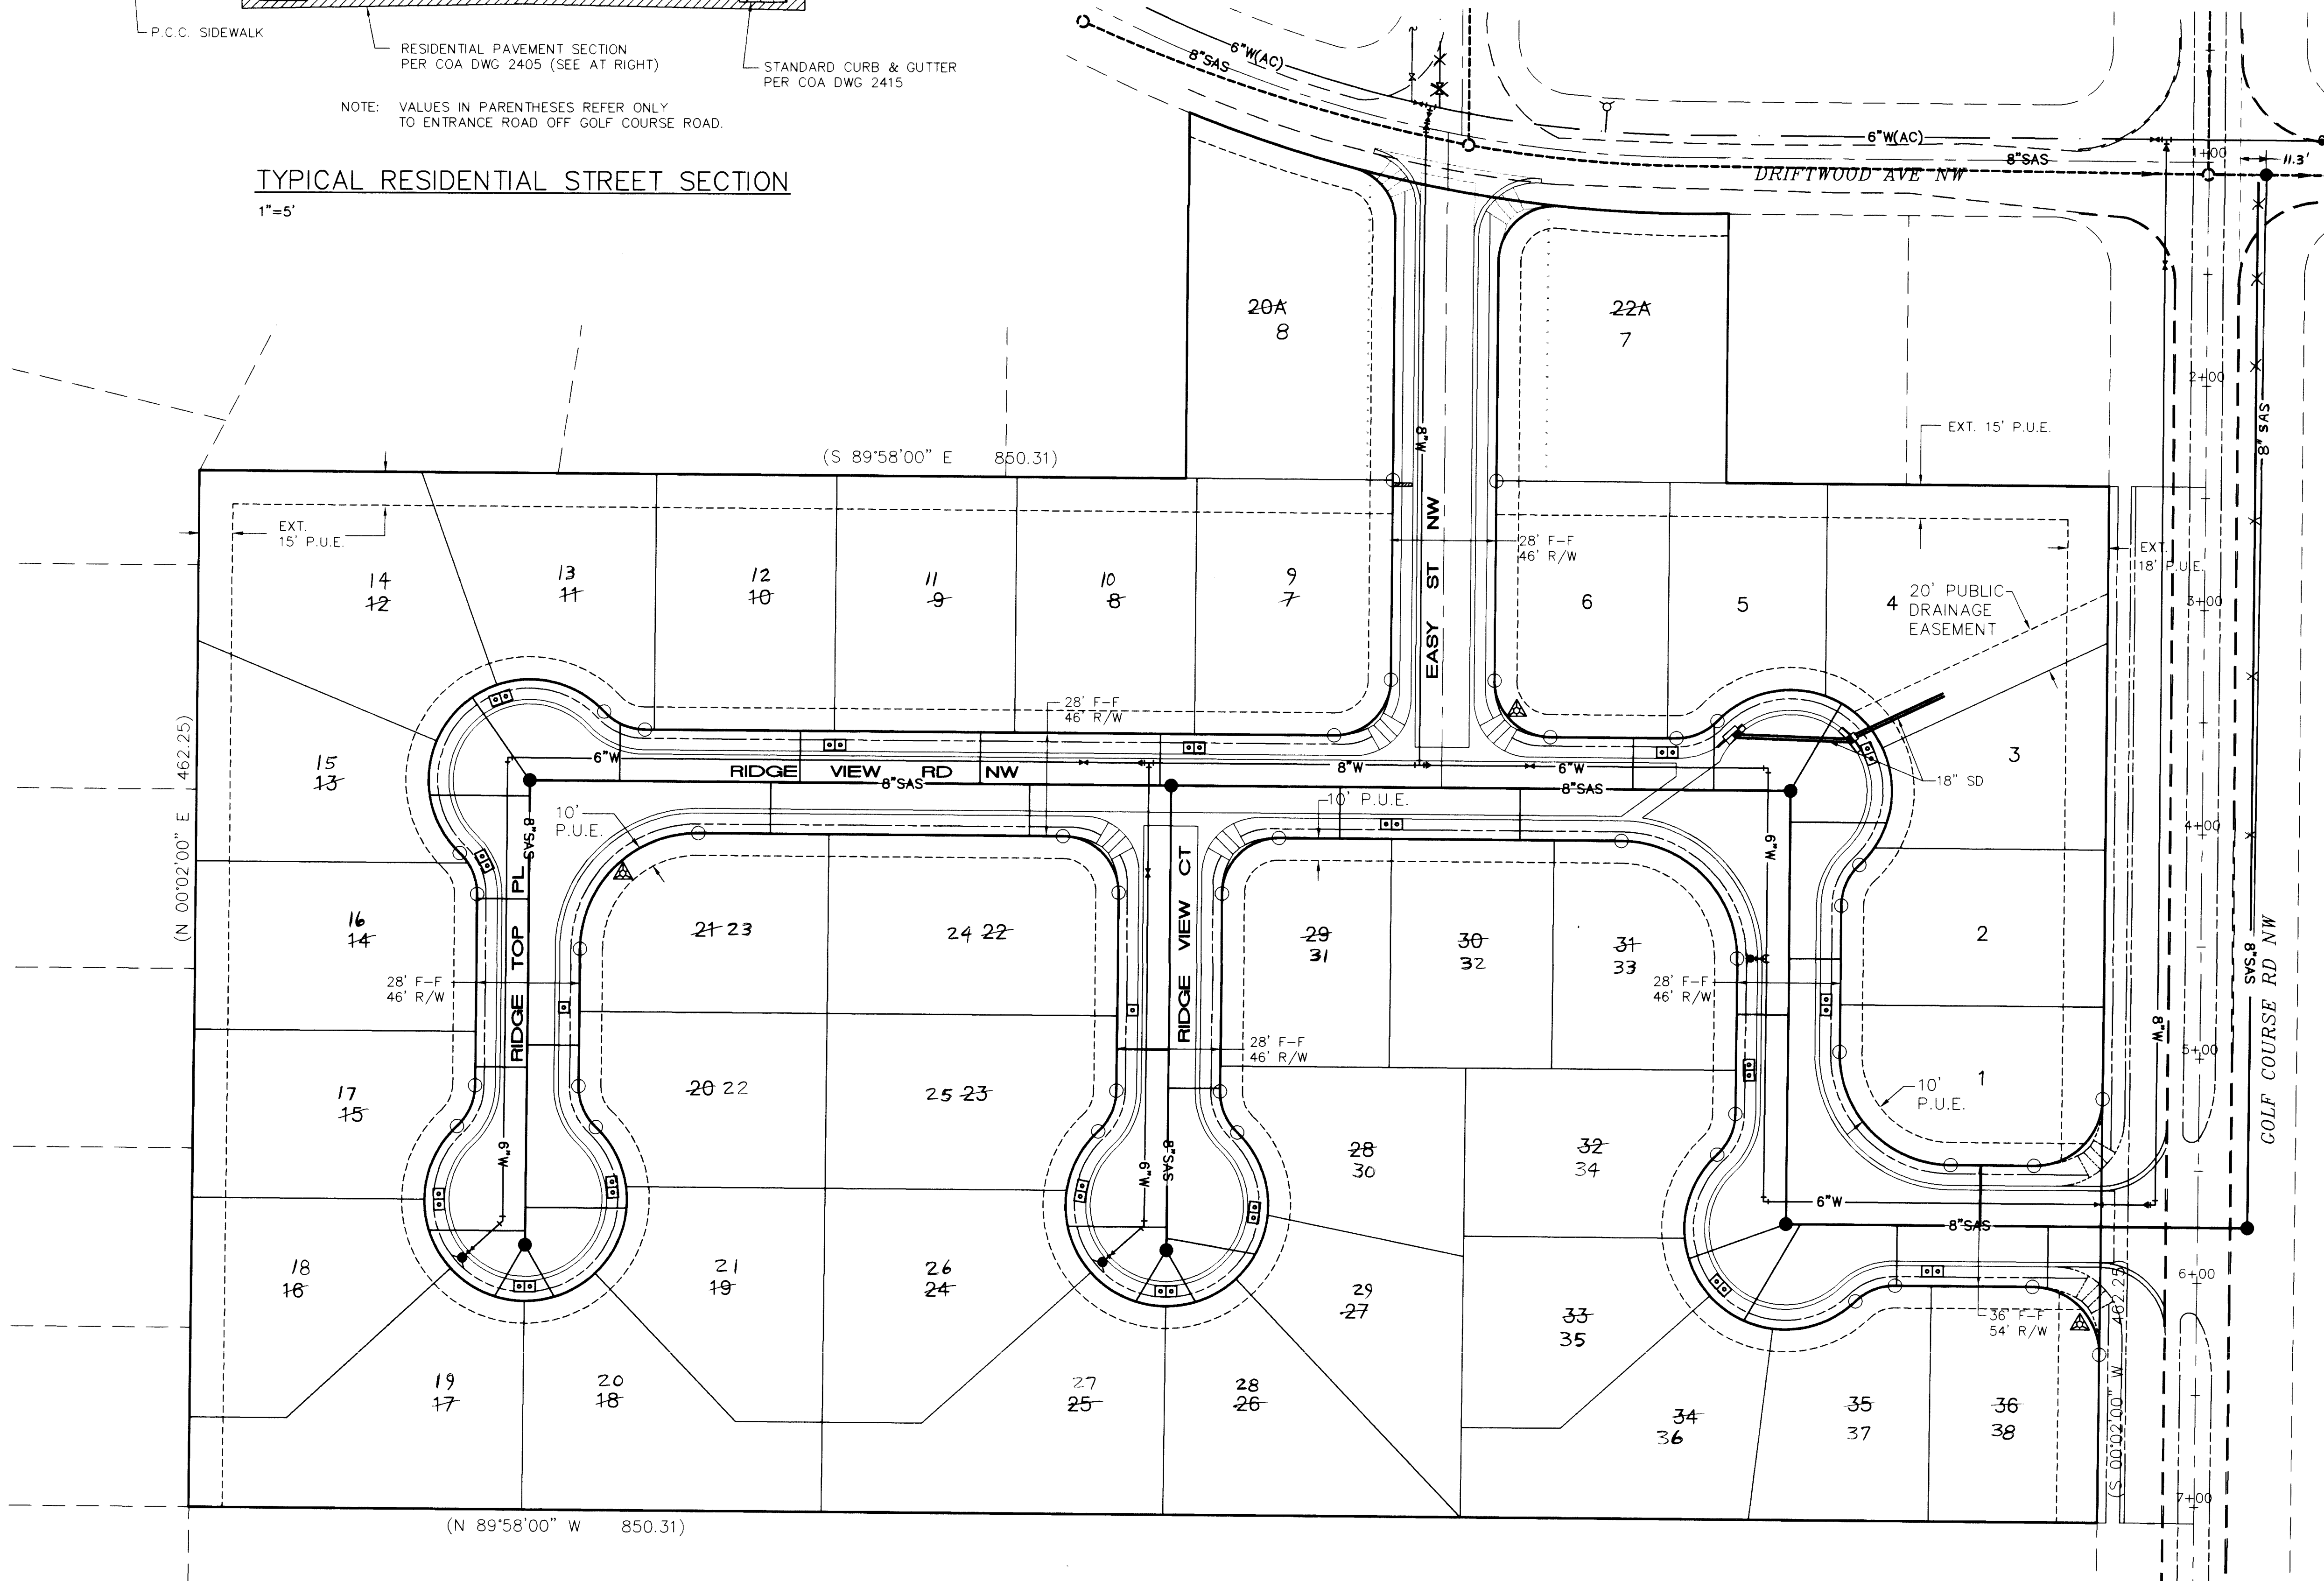 P.C.C. SIDEWALK
RESIDENTIAL PAVEMENT SECTION
PER COA DWG 2405 (SEE AT RIGHT)
STANDARD CURB & GUTTER
PER COA DWG 2415
NOTE: VALUES IN PARENTHESES REFER ONLY
TO ENTRANCE ROAD OFF GOLF COURSE ROAD.
TYPICAL RESIDENTIAL STREET SECTION
1"=5'
6"W(AC)
8"SAS
6"W(AC)
8"SAS
DRIFTWOOD AVE NW
1+00
11.3'
20A
8
22A
7
2+00
8"W
8"SAS
EXT. 15' P.U.E.
(S 89°58'00" E 850.31)
EXT.
15' P.U.E.
EASY ST NW
28' F-F
46' R/W
EXT.
18' P.U.E.
14
12
13
11
12
10
11
9
10
8
9
7
6
5
4
20' PUBLIC
DRAINAGE
EASEMENT
3+00
(N 00°02'00" E 462.25)
28' F-F
46' R/W
15
13
6"W
RIDGE VIEW RD NW
8"SAS
8"W
6"W
8"SAS
3
18" SD
10'
P.U.E.
8"SAS
10' P.U.E.
6"W
4+00
16
14
RIDGE TOP PL
21 23
24 22
RIDGE VIEW CT
29
31
30
32
31
33
2
8"SAS
GOLF COURSE RD NW
28' F-F
46' R/W
28' F-F
46' R/W
28' F-F
46' R/W
8"W
5+00
17
15
20 22
25 23
1
10'
P.U.E.
6"W
6"W
8"SAS
28
30
32
34
6"W
8"SAS
18
16
21
19
26
24
29
27
33
35
6+00
36' F-F
54' R/W
19
17
20
18
27
25
28
26
34
36
35
37
36
38
(S 00°02'00" W 462.25)
7+00
(N 89°58'00" W 850.31)